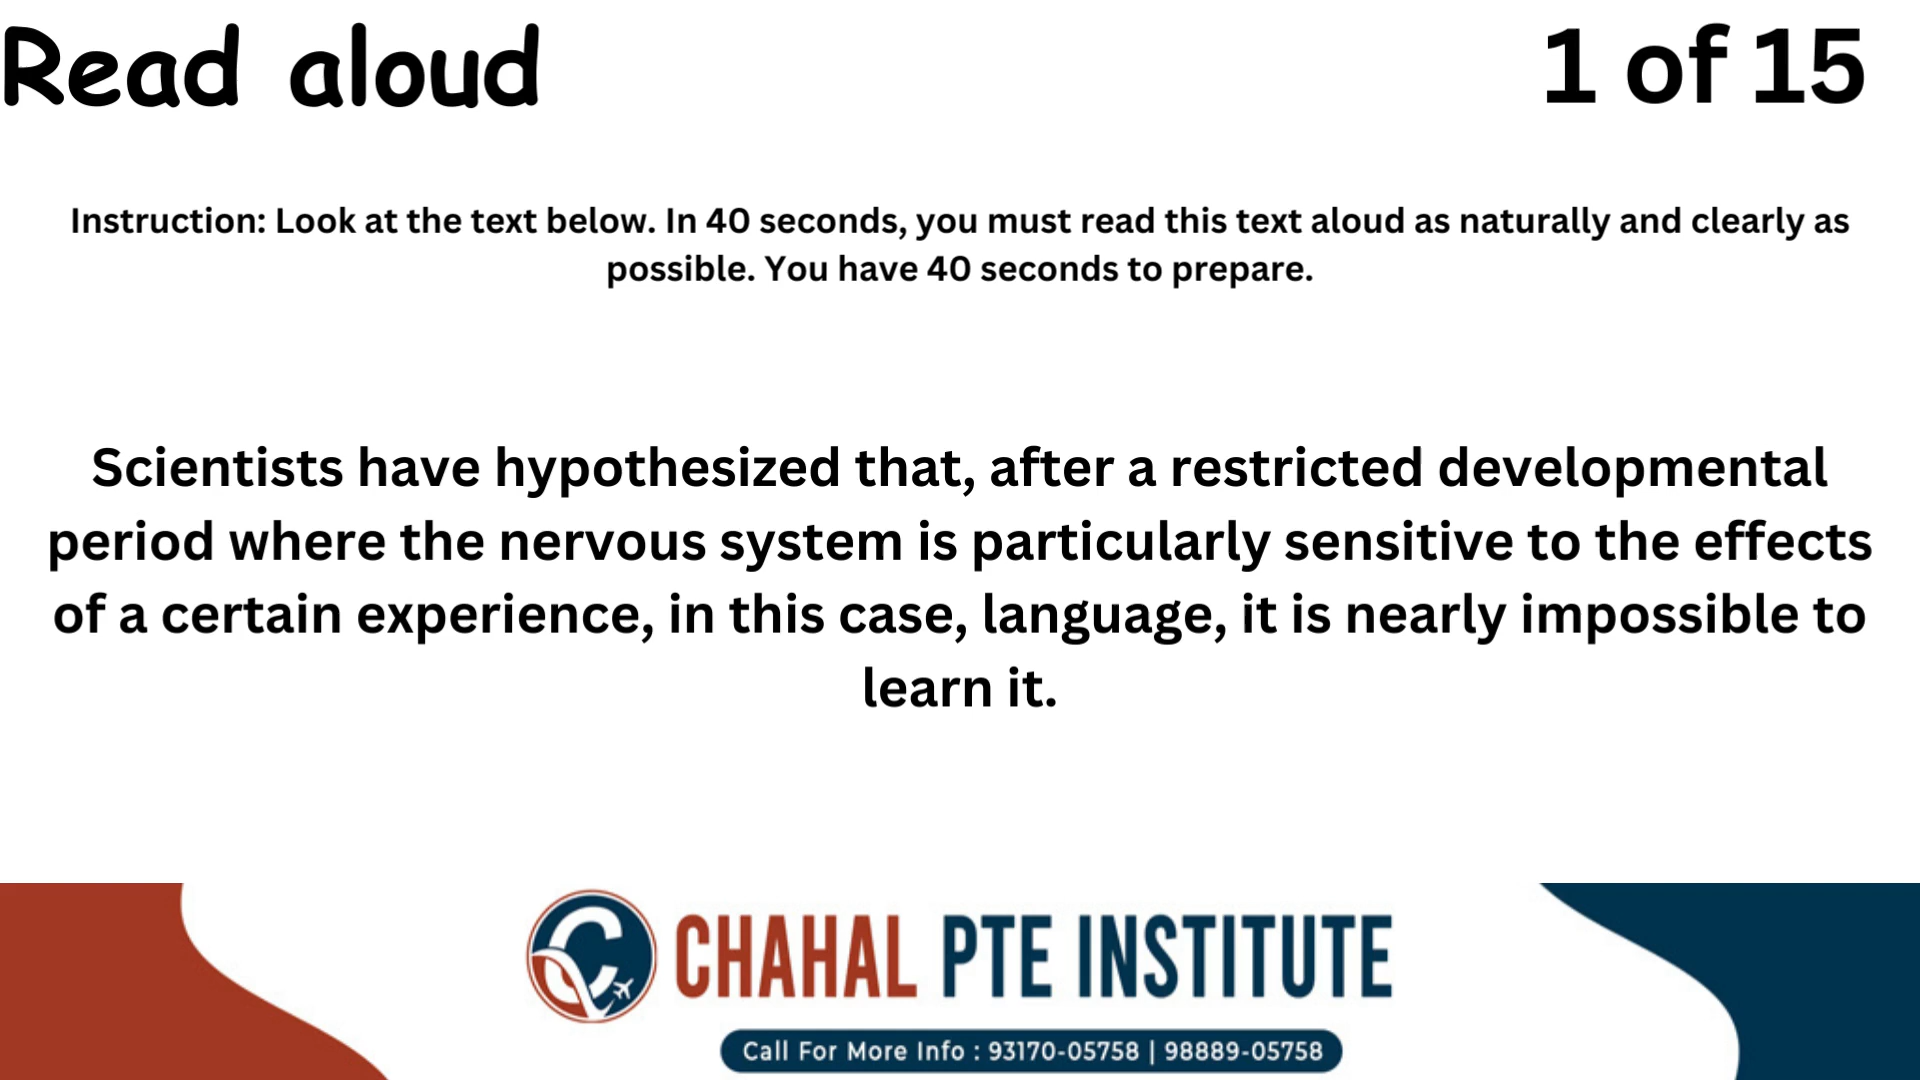 Read aloud
1 of 15
Instruction: Look at the text below. In 40 seconds, you must read this text aloud as naturally and clearly as
possible. You have 40 seconds to prepare.
Scientists have hypothesized that, after a restricted developmental
period where the nervous system is particularly sensitive to the effects
of a certain experience, in this case, language, it is nearly impossible to
learn it.
CHAHAL PTE INSTITUTE
Call For More Info : 93170-05758 | 98889-05758